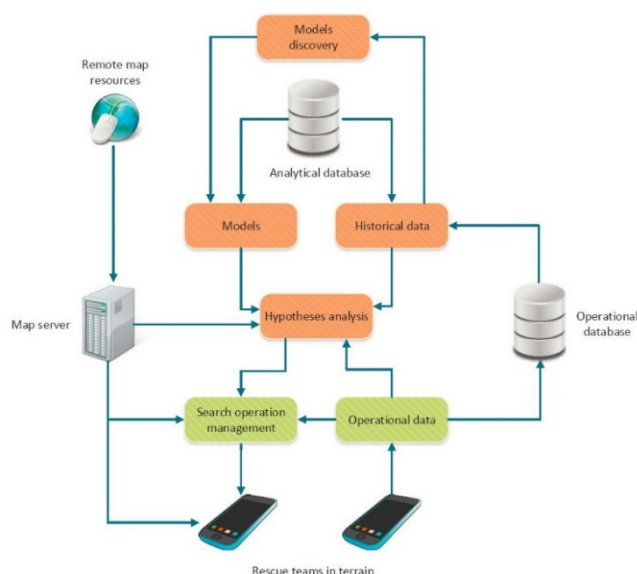 Models
discovery
Remote map
resources
Analytical database
Models
Historical data
Map server
Hypotheses analysis
Operational
database
Search operation
management
Operational data
Rescue teams in terrain